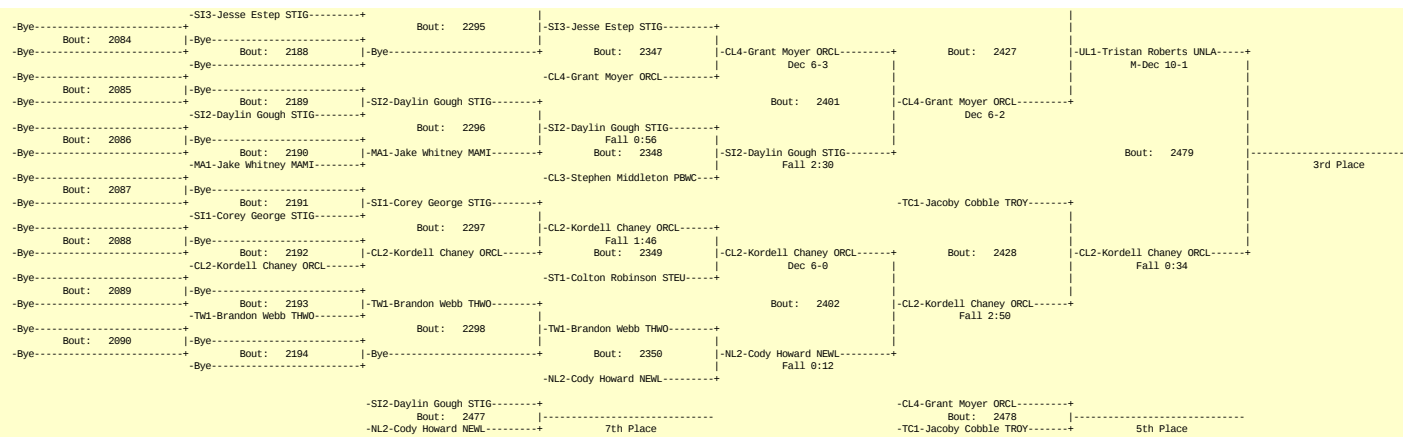 -SI3-Jesse Estep STIG---------+ | |
-Bye------------------------+ Bout: 2295 |-SI3-Jesse Estep STIG---------+ |
Bout: 2084 |-Bye------------------------+ | | |
-Bye------------------------+ Bout: 2188 |-Bye------------------------+ Bout: 2347 |-CL4-Grant Moyer ORCL---------+ Bout: 2427 |-UL1-Tristan Roberts UNLA-----+
-Bye------------------------+ | Dec 6-3 | | M-Dec 10-1 |
-Bye------------------------+ -CL4-Grant Moyer ORCL---------+ | | |
Bout: 2085 |-Bye------------------------+ | | |
-Bye------------------------+ Bout: 2189 |-SI2-Daylin Gough STIG--------+ Bout: 2401 |-CL4-Grant Moyer ORCL---------+ |
-SI2-Daylin Gough STIG--------+ | | Dec 6-2 |
-Bye------------------------+ Bout: 2296 |-SI2-Daylin Gough STIG--------+ | |
Bout: 2086 |-Bye------------------------+ | Fall 0:56 | | |
-Bye------------------------+ Bout: 2190 |-MA1-Jake Whitney MAMI-------+ Bout: 2348 |-SI2-Daylin Gough STIG--------+ Bout: 2479 |---------------------------
-MA1-Jake Whitney MAMI-------+ | Fall 2:30 | 3rd Place
-Bye------------------------+ -CL3-Stephen Middleton PBWC---+ |
Bout: 2087 |-Bye------------------------+ |
-Bye------------------------+ Bout: 2191 |-SI1-Corey George STIG--------+ -TC1-Jacoby Cobble TROY-------+ |
-SI1-Corey George STIG--------+ | | |
-Bye------------------------+ Bout: 2297 |-CL2-Kordell Chaney ORCL------+ | |
Bout: 2088 |-Bye------------------------+ | Fall 1:46 | | |
-Bye------------------------+ Bout: 2192 |-CL2-Kordell Chaney ORCL------+ Bout: 2349 |-CL2-Kordell Chaney ORCL------+ Bout: 2428 |-CL2-Kordell Chaney ORCL------+
-CL2-Kordell Chaney ORCL------+ | Dec 6-0 | | Fall 0:34
-Bye------------------------+ -ST1-Colton Robinson STEU-----+ | |
Bout: 2089 |-Bye------------------------+ | |
-Bye------------------------+ Bout: 2193 |-TW1-Brandon Webb THWO--------+ Bout: 2402 |-CL2-Kordell Chaney ORCL------+
-TW1-Brandon Webb THWO--------+ | | Fall 2:50
-Bye------------------------+ Bout: 2298 |-TW1-Brandon Webb THWO--------+ |
Bout: 2090 |-Bye------------------------+ | | |
-Bye------------------------+ Bout: 2194 |-Bye------------------------+ Bout: 2350 |-NL2-Cody Howard NEWL---------+
-Bye------------------------+ | Fall 0:12
-NL2-Cody Howard NEWL---------+
-SI2-Daylin Gough STIG--------+ -CL4-Grant Moyer ORCL---------+
Bout: 2477 |---------------------------- Bout: 2478 |----------------------------
-NL2-Cody Howard NEWL---------+ 7th Place -TC1-Jacoby Cobble TROY-------+ 5th Place